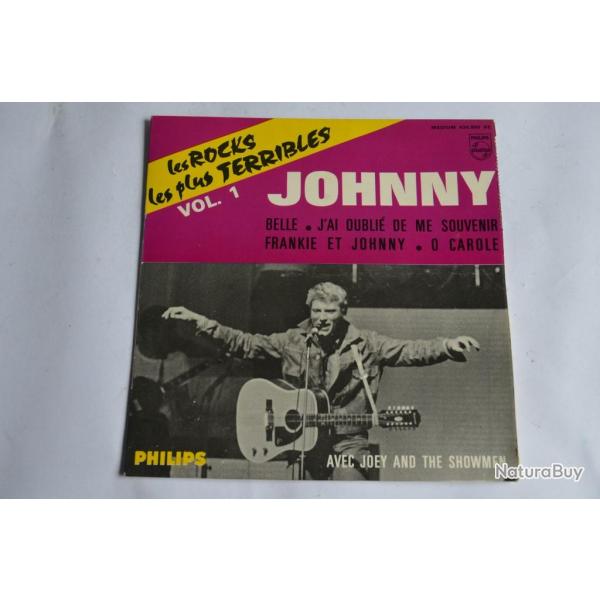 les ROCKS
les plus TERRIBLES
VOL. 1
MEDIUM
PHILIPS
JOHNNY
BELLE • J'AI OUBLIÉ DE ME SOUVENIR
FRANKIE ET JOHNNY • O CAROLE
PHILIPS
AVEC JOEY AND THE SHOWMEN
NaturaBuy